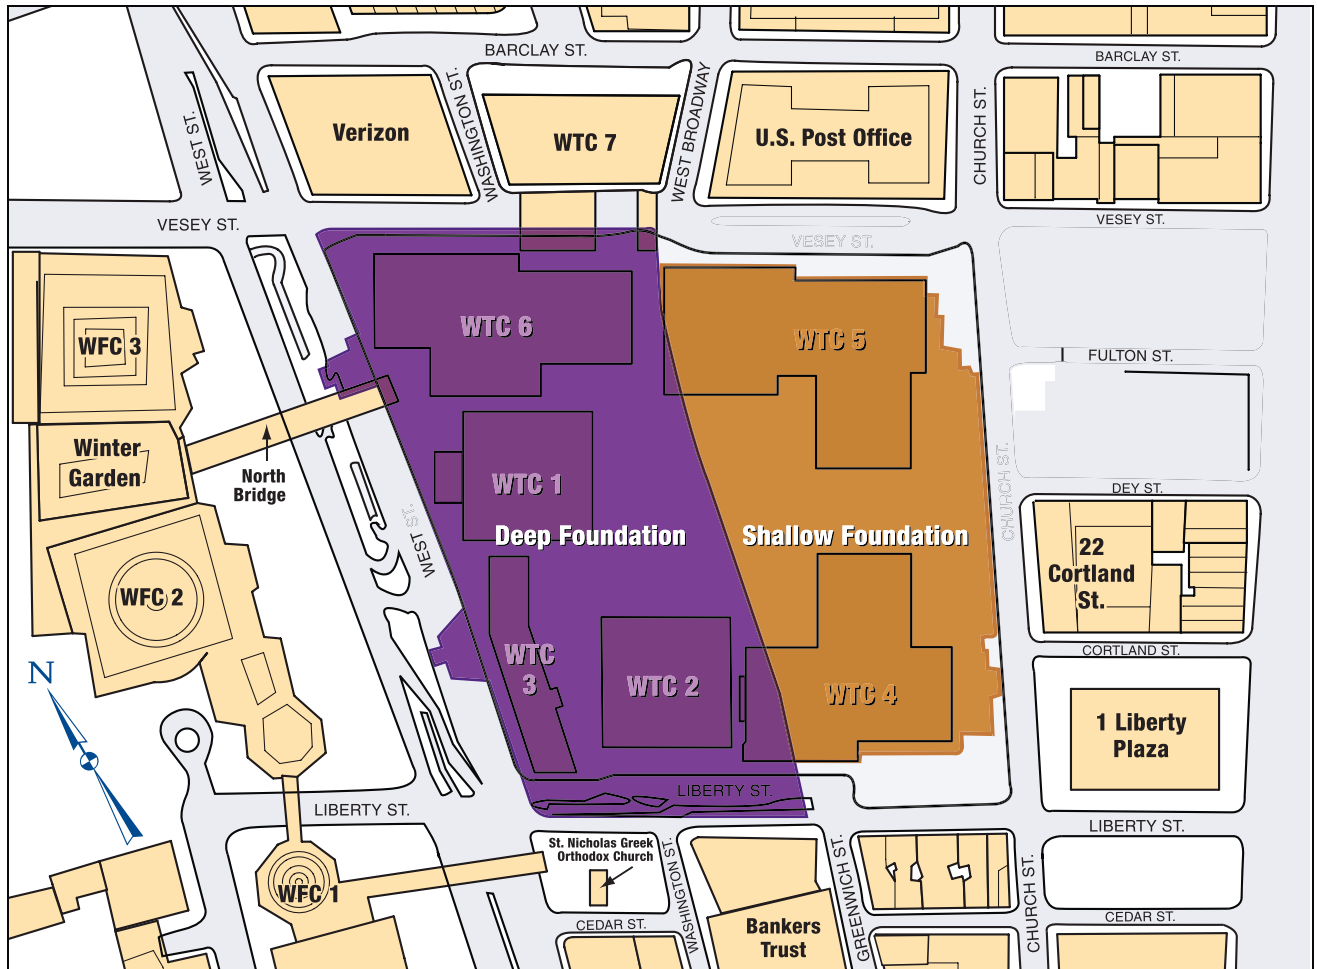 BARCLAY ST.
BARCLAY ST.
WEST ST.
Verizon
WASHINGTON ST.
WTC 7
WEST BROADWAY
U.S. Post Office
CHURCH ST.
VESEY ST.
VESEY ST.
VESEY ST.
WFC 3
WTC 6
WTC 5
FULTON ST.
Winter
Garden
North
Bridge
WTC 1
WEST ST.
CHURCH ST.
DEY ST.
Deep Foundation
Shallow Foundation
22
Cortland
St.
WFC 2
WTC
3
WTC 2
WTC 4
CORTLAND ST.
N
1 Liberty
Plaza
LIBERTY ST.
LIBERTY ST.
LIBERTY ST.
St. Nicholas Greek
Orthodox Church
WASHINGTON ST.
GREENWICH ST.
CHURCH ST.
WFC 1
CEDAR ST.
CEDAR ST.
Bankers
Trust